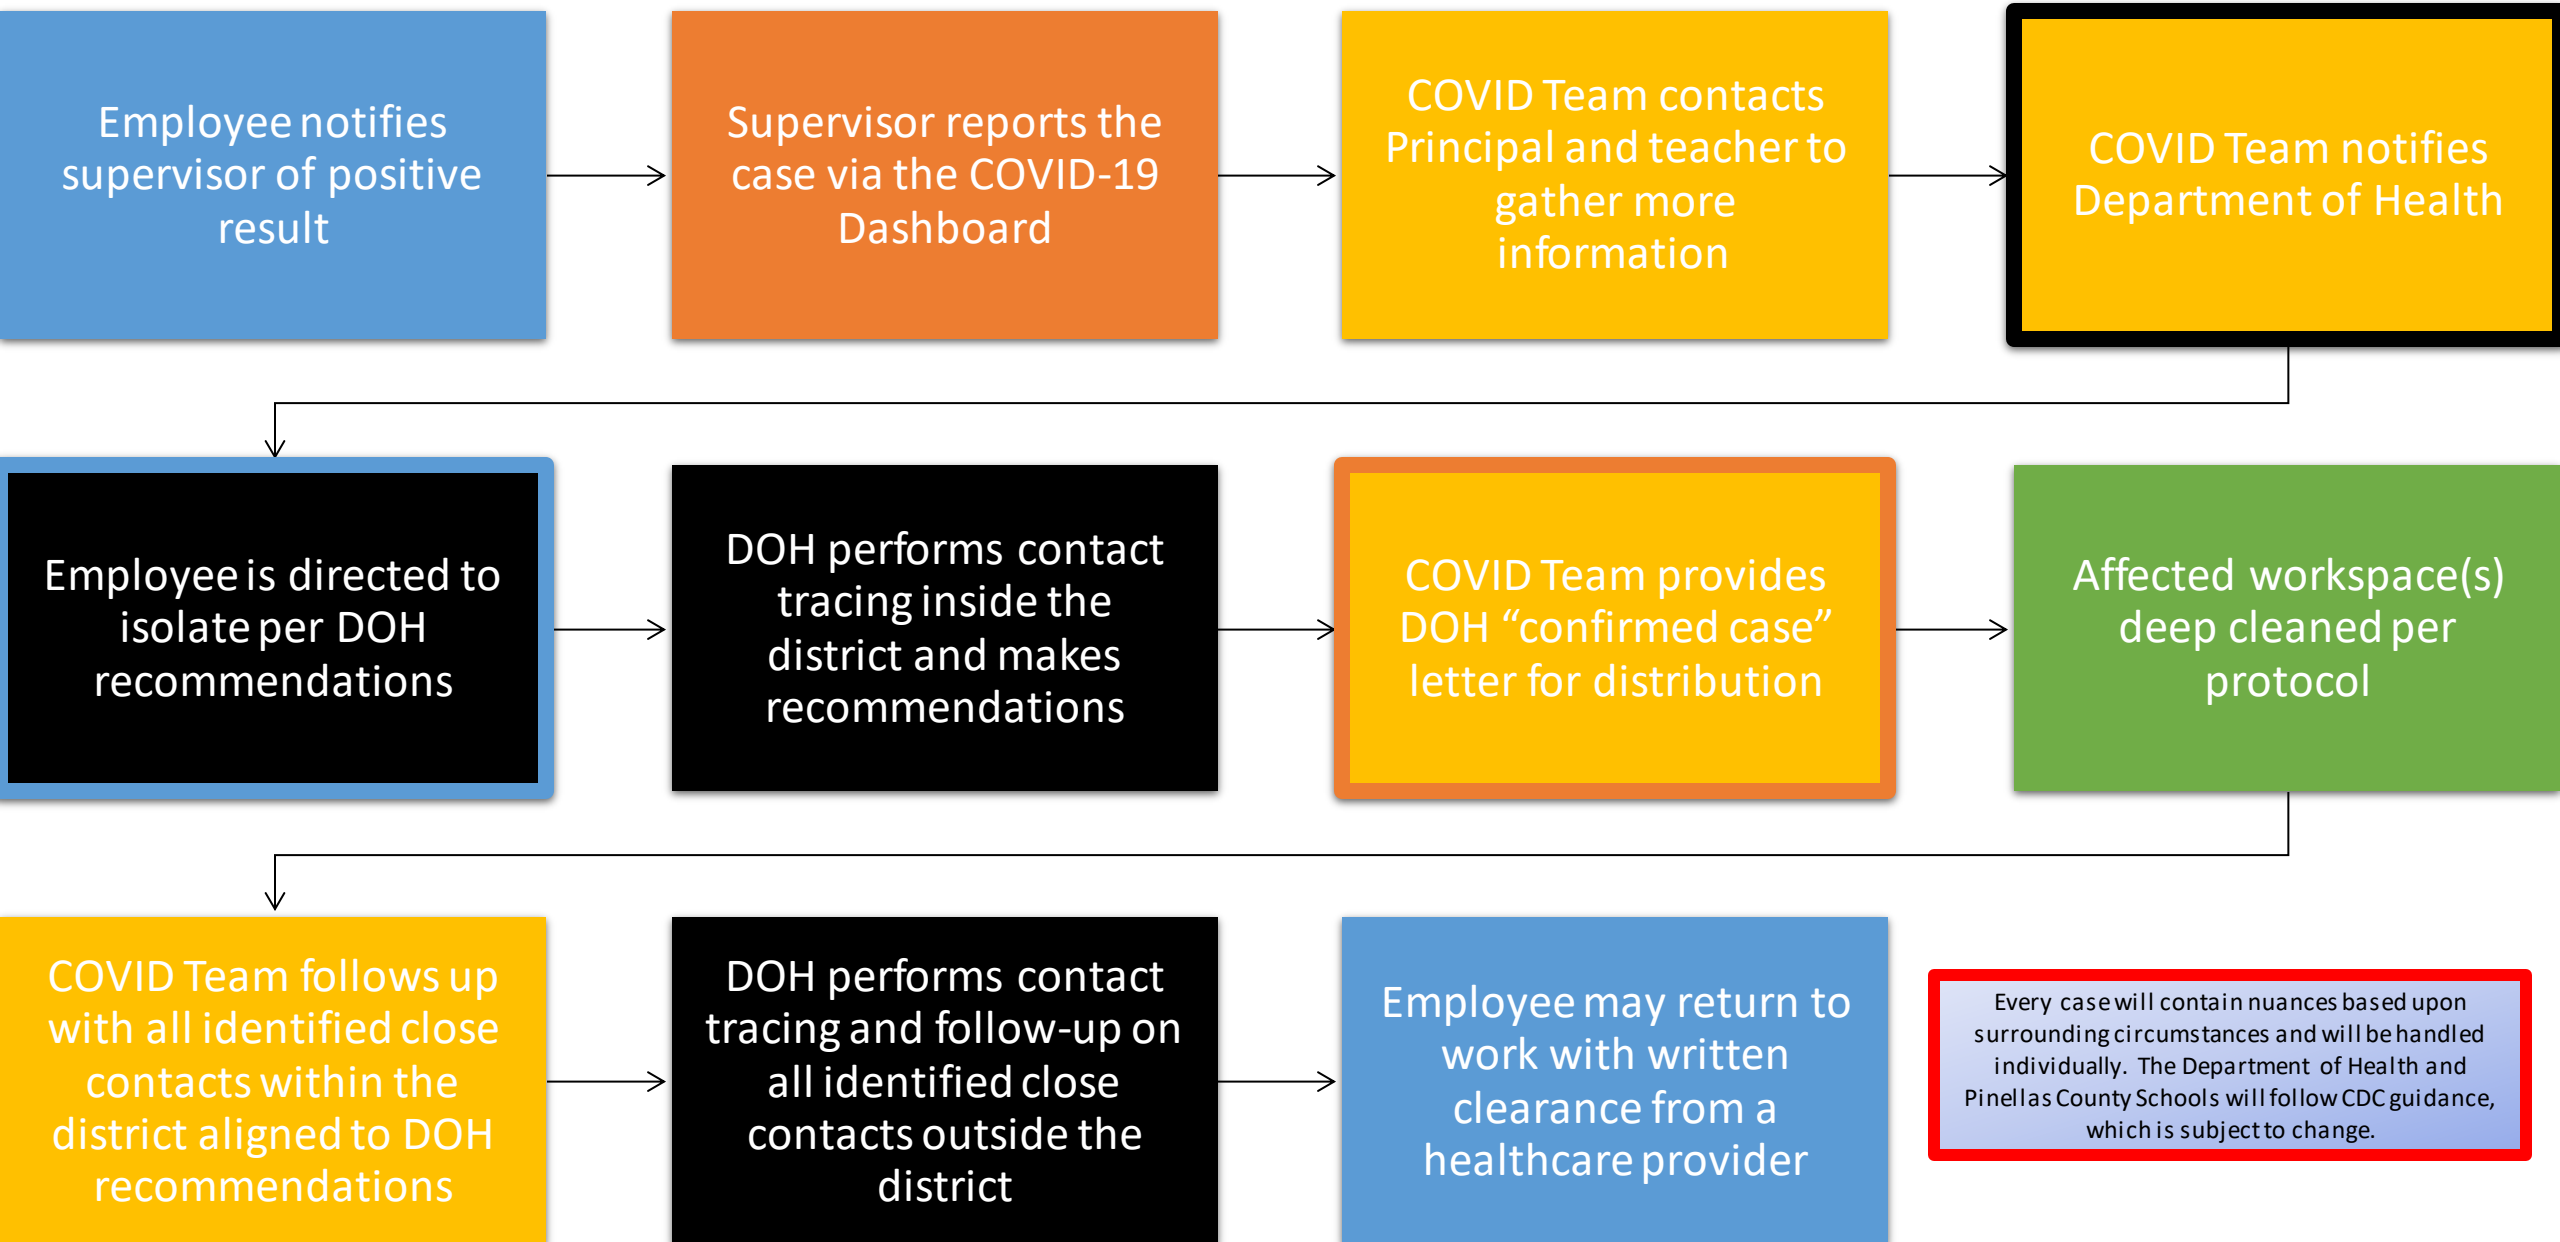 Employee notifies
supervisor of positive
result
Supervisor reports the
case via the COVID-19
Dashboard
COVID Team contacts
Principal and teacher to
gather more
information
COVID Team notifies
Department of Health
Employee is directed to
isolate per DOH
recommendations
DOH performs contact
tracing inside the
district and makes
recommendations
COVID Team provides
DOH “confirmed case”
letter for distribution
Affected workspace(s)
deep cleaned per
protocol
COVID Team follows up
with all identified close
contacts within the
district aligned to DOH
recommendations
DOH performs contact
tracing and follow-up on
all identified close
contacts outside the
district
Employee may return to
work with written
clearance from a
healthcare provider
Every case will contain nuances based upon
surrounding circumstances and will be handled
individually. The Department of Health and
Pinellas County Schools will follow CDC guidance,
which is subject to change.